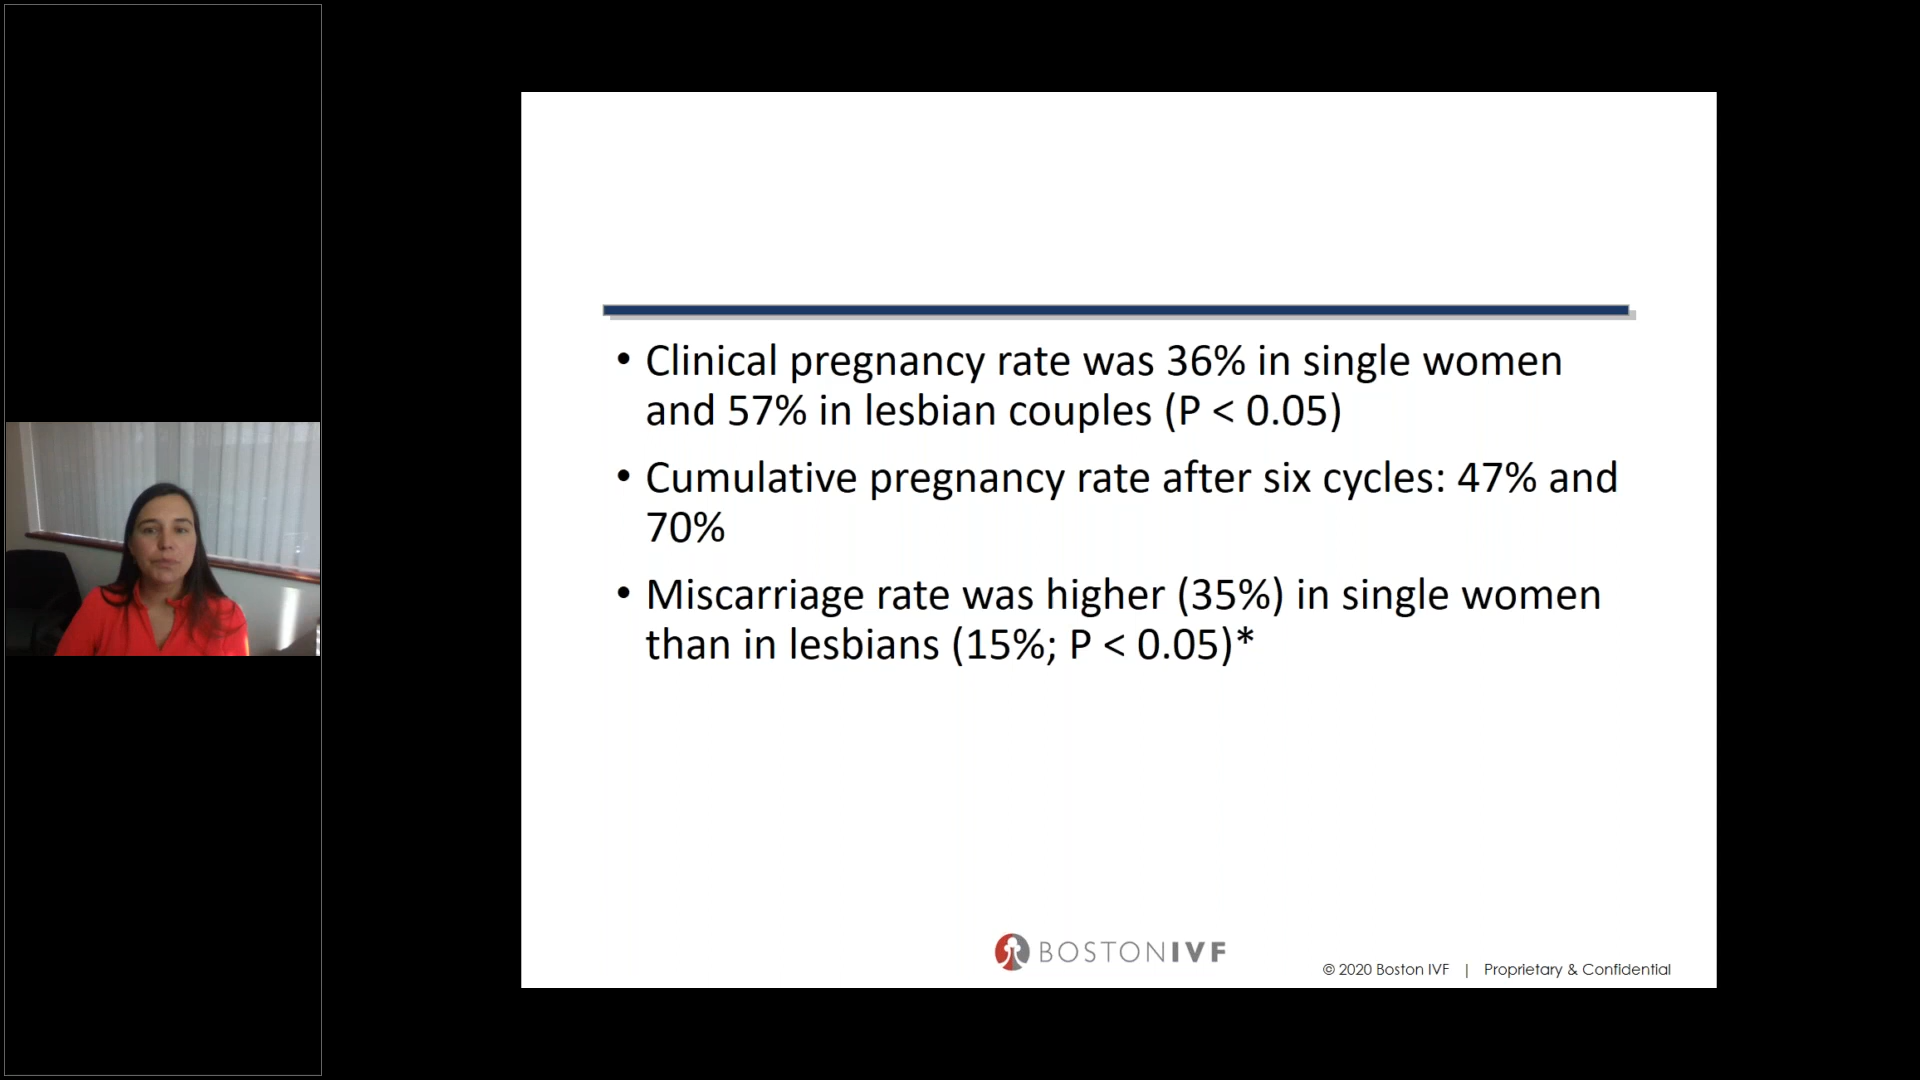 • Clinical pregnancy rate was 36% in single women
and 57% in lesbian couples (P < 0.05)
• Cumulative pregnancy rate after six cycles: 47% and
70%
• Miscarriage rate was higher (35%) in single women
than in lesbians (15%; P < 0.05)*
BOSTONIVF
© 2020 Boston IVF | Proprietary & Confidential